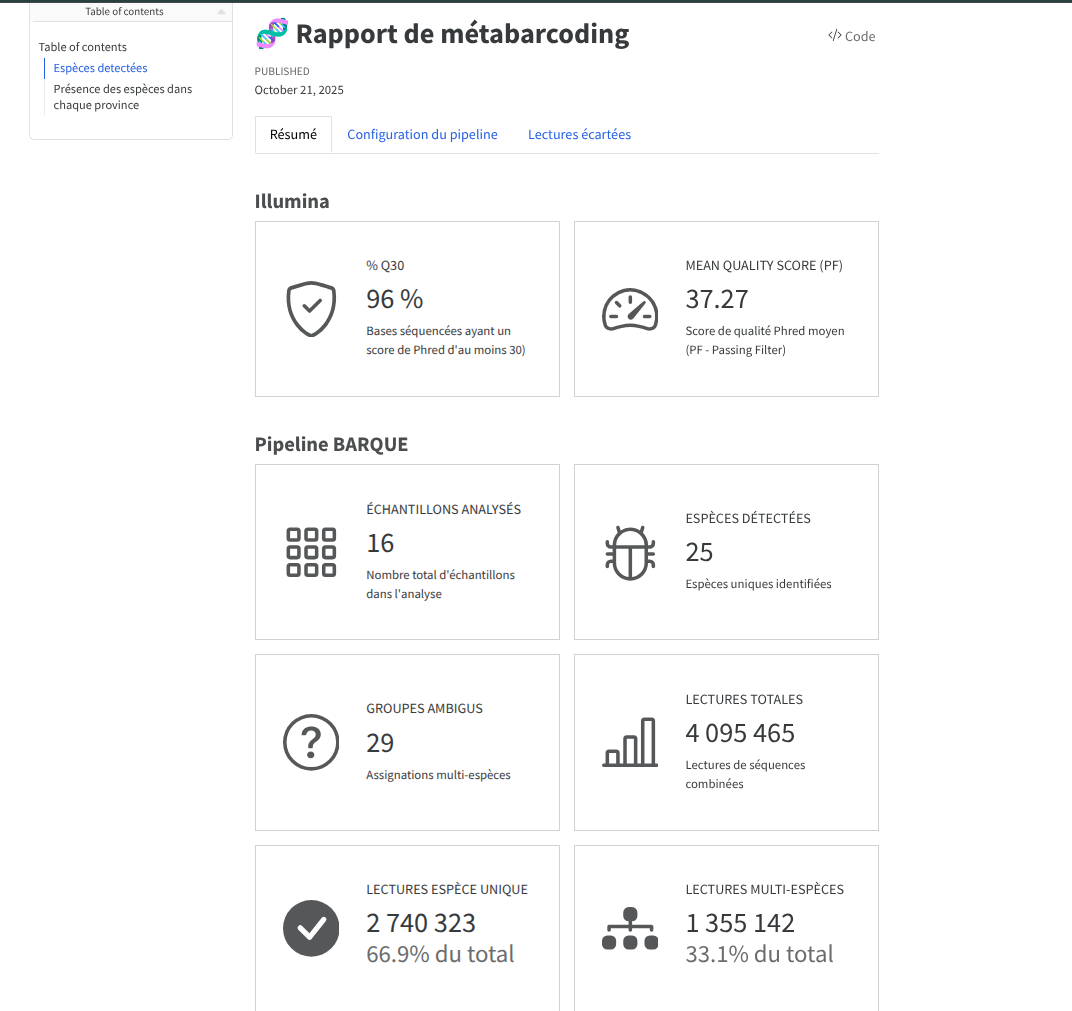 Table of contents
Table of contents
Espèces detectées
Présence des espèces dans
chaque province
Rapport de métabarcoding
</> Code
PUBLISHED
October 21, 2025
Résumé
Configuration du pipeline
Lectures écartées
Illumina
% Q30
96 %
Bases séquencées ayant un
score de Phred d'au moins 30)
MEAN QUALITY SCORE (PF)
37.27
Score de qualité Phred moyen
(PF - Passing Filter)
Pipeline BARQUE
ÉCHANTILLONS ANALYSÉS
16
Nombre total d'échantillons
dans l'analyse
ESPÈCES DÉTECTÉES
25
Espèces uniques identifiées
GROUPES AMBIGUS
29
Assignations multi-espèces
LECTURES TOTALES
4 095 465
Lectures de séquences
combinées
LECTURES ESPÈCE UNIQUE
2 740 323
66.9% du total
LECTURES MULTI-ESPÈCES
1 355 142
33.1% du total